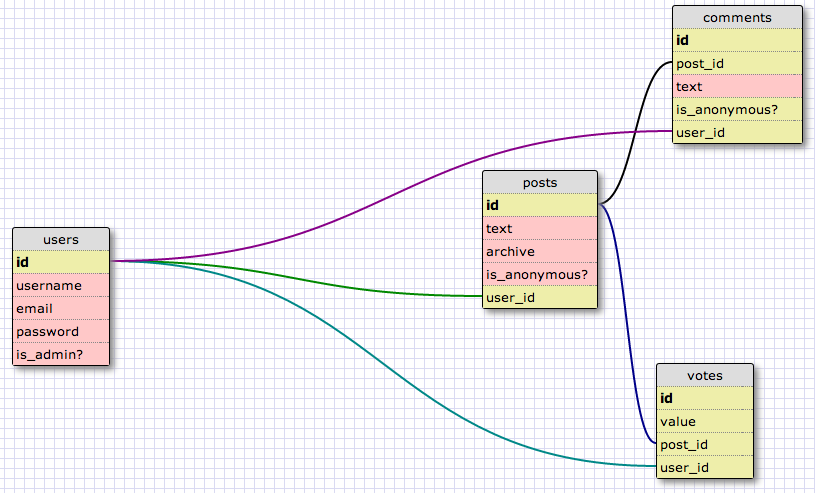 comments
id
post_id
text
is_anonymous?
user_id
posts
id
text
archive
is_anonymous?
user_id
users
id
username
email
password
is_admin?
votes
id
value
post_id
user_id